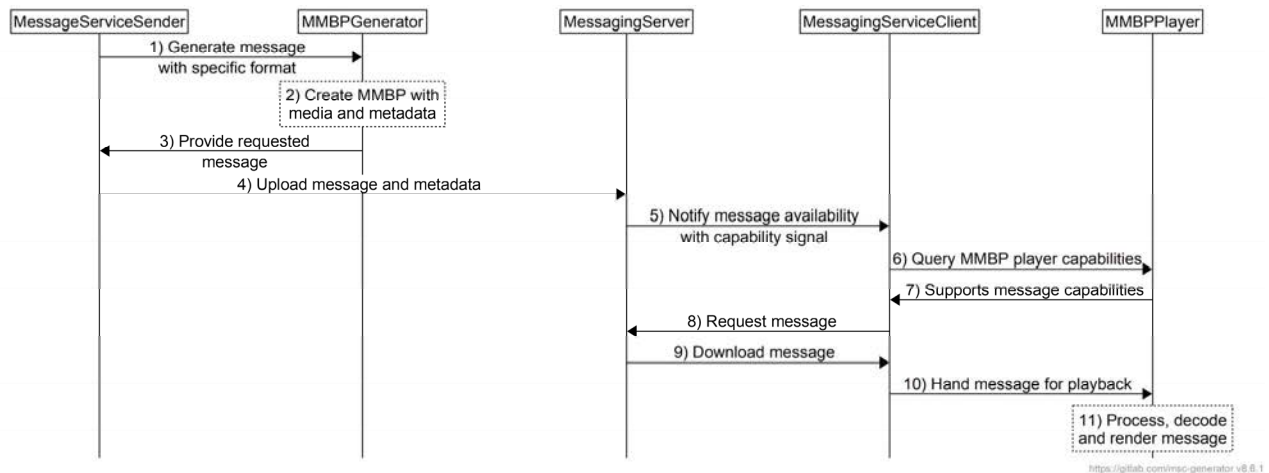 MessageServiceSender
MMBPGenerator
MessagingServer
MessagingServiceClient
MMBPPlayer
1) Generate message
with specific format
2) Create MMBP with
media and metadata
3) Provide requested
message
4) Upload message and metadata
5) Notify message availability
with capability signal
6) Query MMBP player capabilities
7) Supports message capabilities
8) Request message
9) Download message
10) Hand message for playback
11) Process, decode
and render message
https://gitlab.com/msc-generator v8.6.1